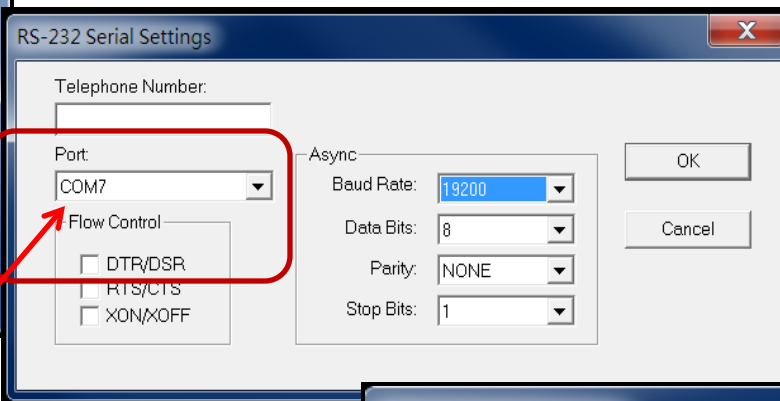 RS-232 Serial Settings
X
Telephone Number:
Port:
COM7
Flow Control
DTR/DSR
RTS/CTS
XON/XOFF
Async
Baud Rate: 19200
Data Bits: 8
Parity: NONE
Stop Bits: 1
OK
Cancel